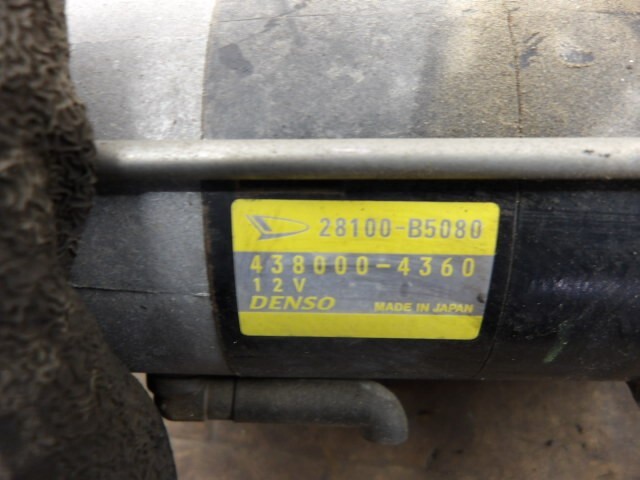 28100-B5080
438000-4360
12V
DENSO MADE IN JAPAN